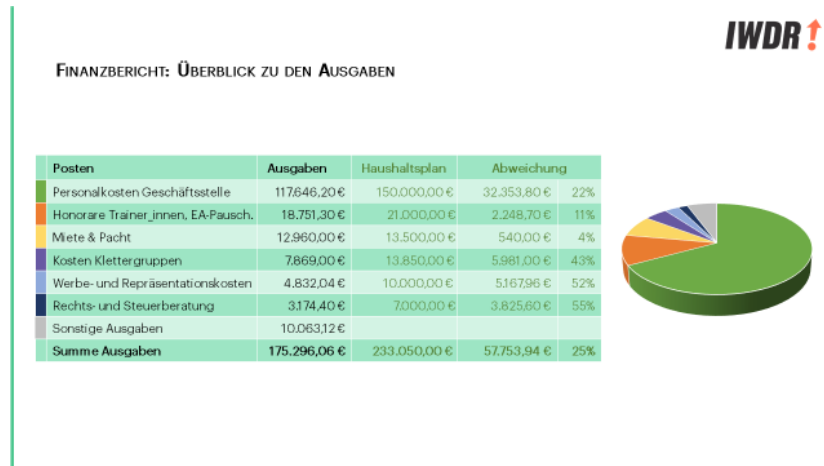 IWDR!
Finanzbericht: Überblick zu den Ausgaben
Posten Ausgaben Haushaltsplan Abweichung
Personalkosten Geschäftsstelle 117.646,20 € 150.000,00 € 32.353,80 € 22%
Honorare Trainer_innen, EA-Pausch. 18.751,30 € 21.000,00 € 2.248,70 € 11%
Miete & Pacht 12.960,00 € 13.500,00 € 540,00 € 4%
Kosten Klettergruppen 7.869,00 € 13.850,00 € 5.981,00 € 43%
Werbe- und Repräsentationskosten 4.832,04 € 10.000,00 € 5.167,96 € 52%
Rechts- und Steuerberatung 3.174,40 € 7.000,00 € 3.825,60 € 55%
Sonstige Ausgaben 10.063,12 €
Summe Ausgaben 175.296,06 € 233.050,00 € 57.753,94 € 25%